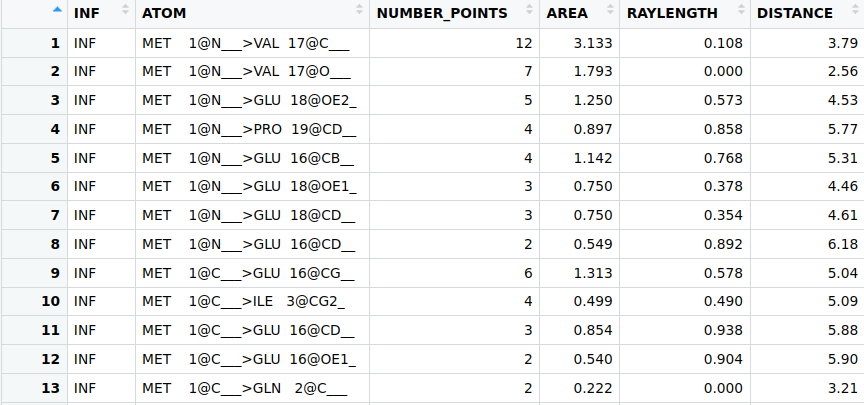 INF ATOM NUMBER_POINTS AREA RAYLENGTH DISTANCE
1 INF MET 1@N___>VAL 17@C___ 12 3.133 0.108 3.79
2 INF MET 1@N___>VAL 17@O___ 7 1.793 0.000 2.56
3 INF MET 1@N___>GLU 18@OE2_ 5 1.250 0.573 4.53
4 INF MET 1@N___>PRO 19@CD__ 4 0.897 0.858 5.77
5 INF MET 1@N___>GLU 16@CB__ 4 1.142 0.768 5.31
6 INF MET 1@N___>GLU 18@OE1_ 3 0.750 0.378 4.46
7 INF MET 1@N___>GLU 18@CD__ 3 0.750 0.354 4.61
8 INF MET 1@N___>GLU 16@CD__ 2 0.549 0.892 6.18
9 INF MET 1@C___>GLU 16@CG__ 6 1.313 0.578 5.04
10 INF MET 1@C___>ILE 3@CG2_ 4 0.499 0.490 5.09
11 INF MET 1@C___>GLU 16@CD__ 3 0.854 0.938 5.88
12 INF MET 1@C___>GLU 16@OE1_ 2 0.540 0.904 5.90
13 INF MET 1@C___>GLN 2@C___ 2 0.222 0.000 3.21